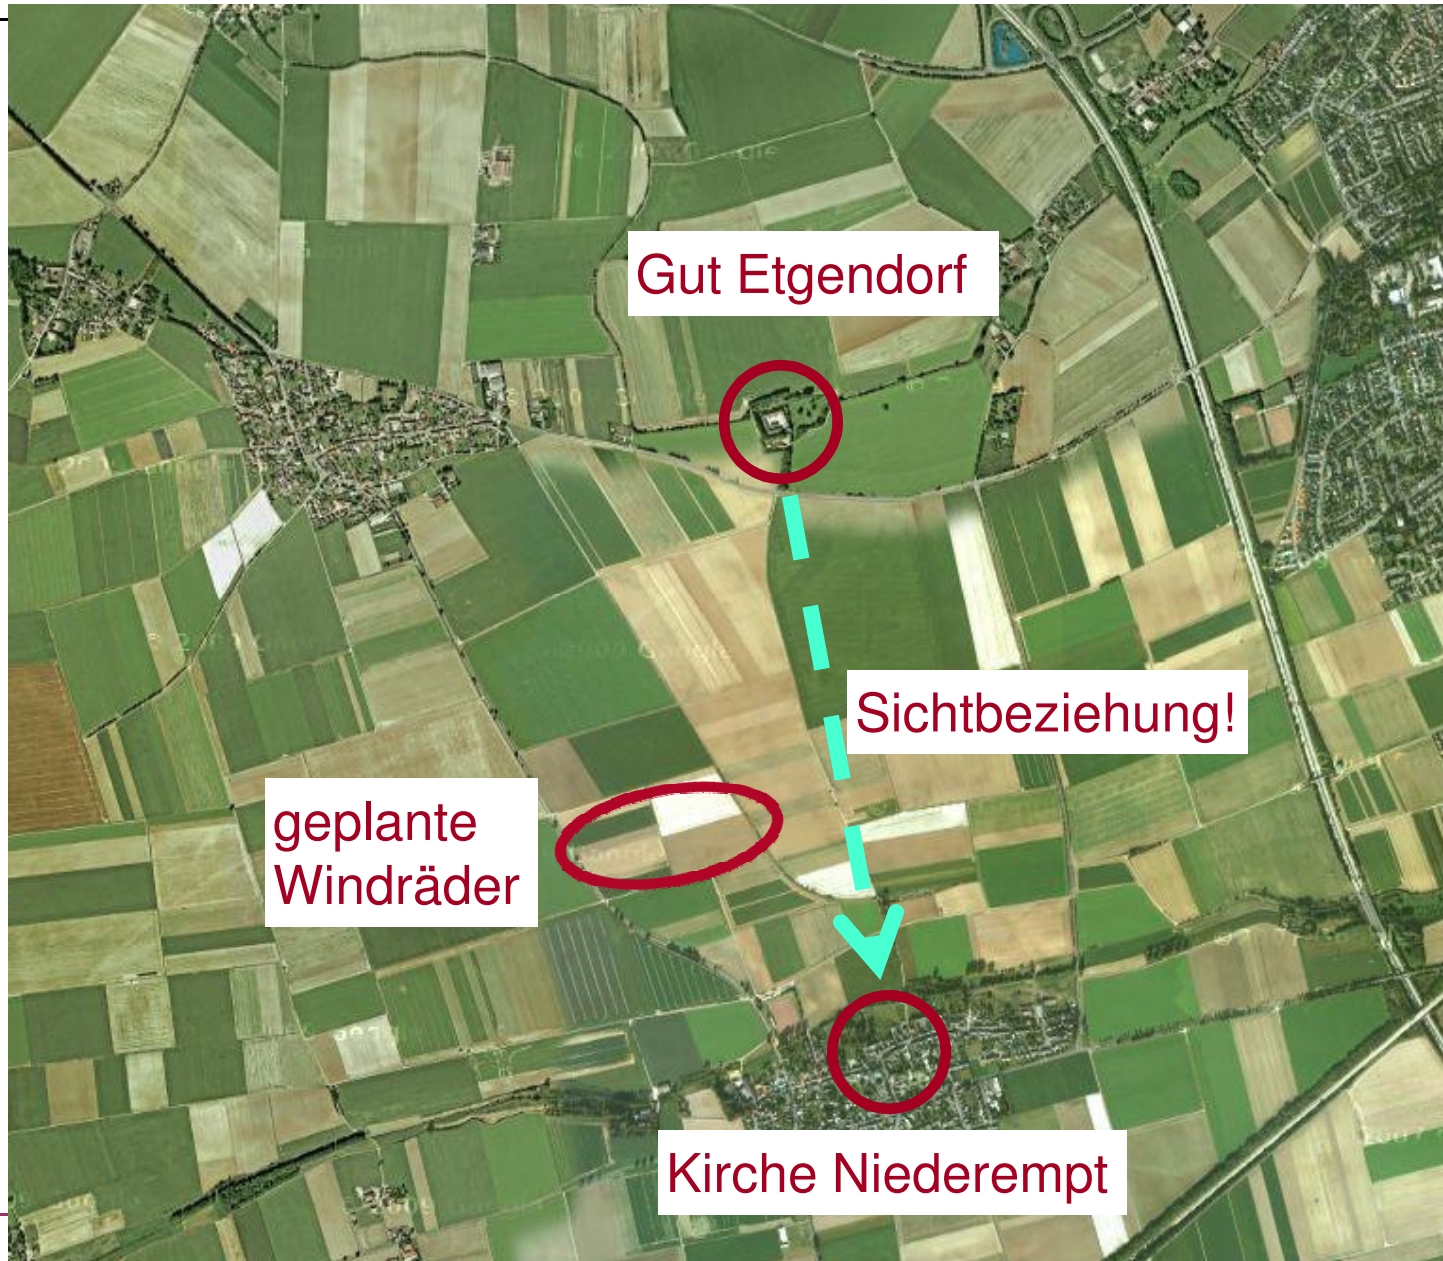 Gut Etgendorf
Sichtbeziehung!
geplante
Windräder
Kirche Niederempt